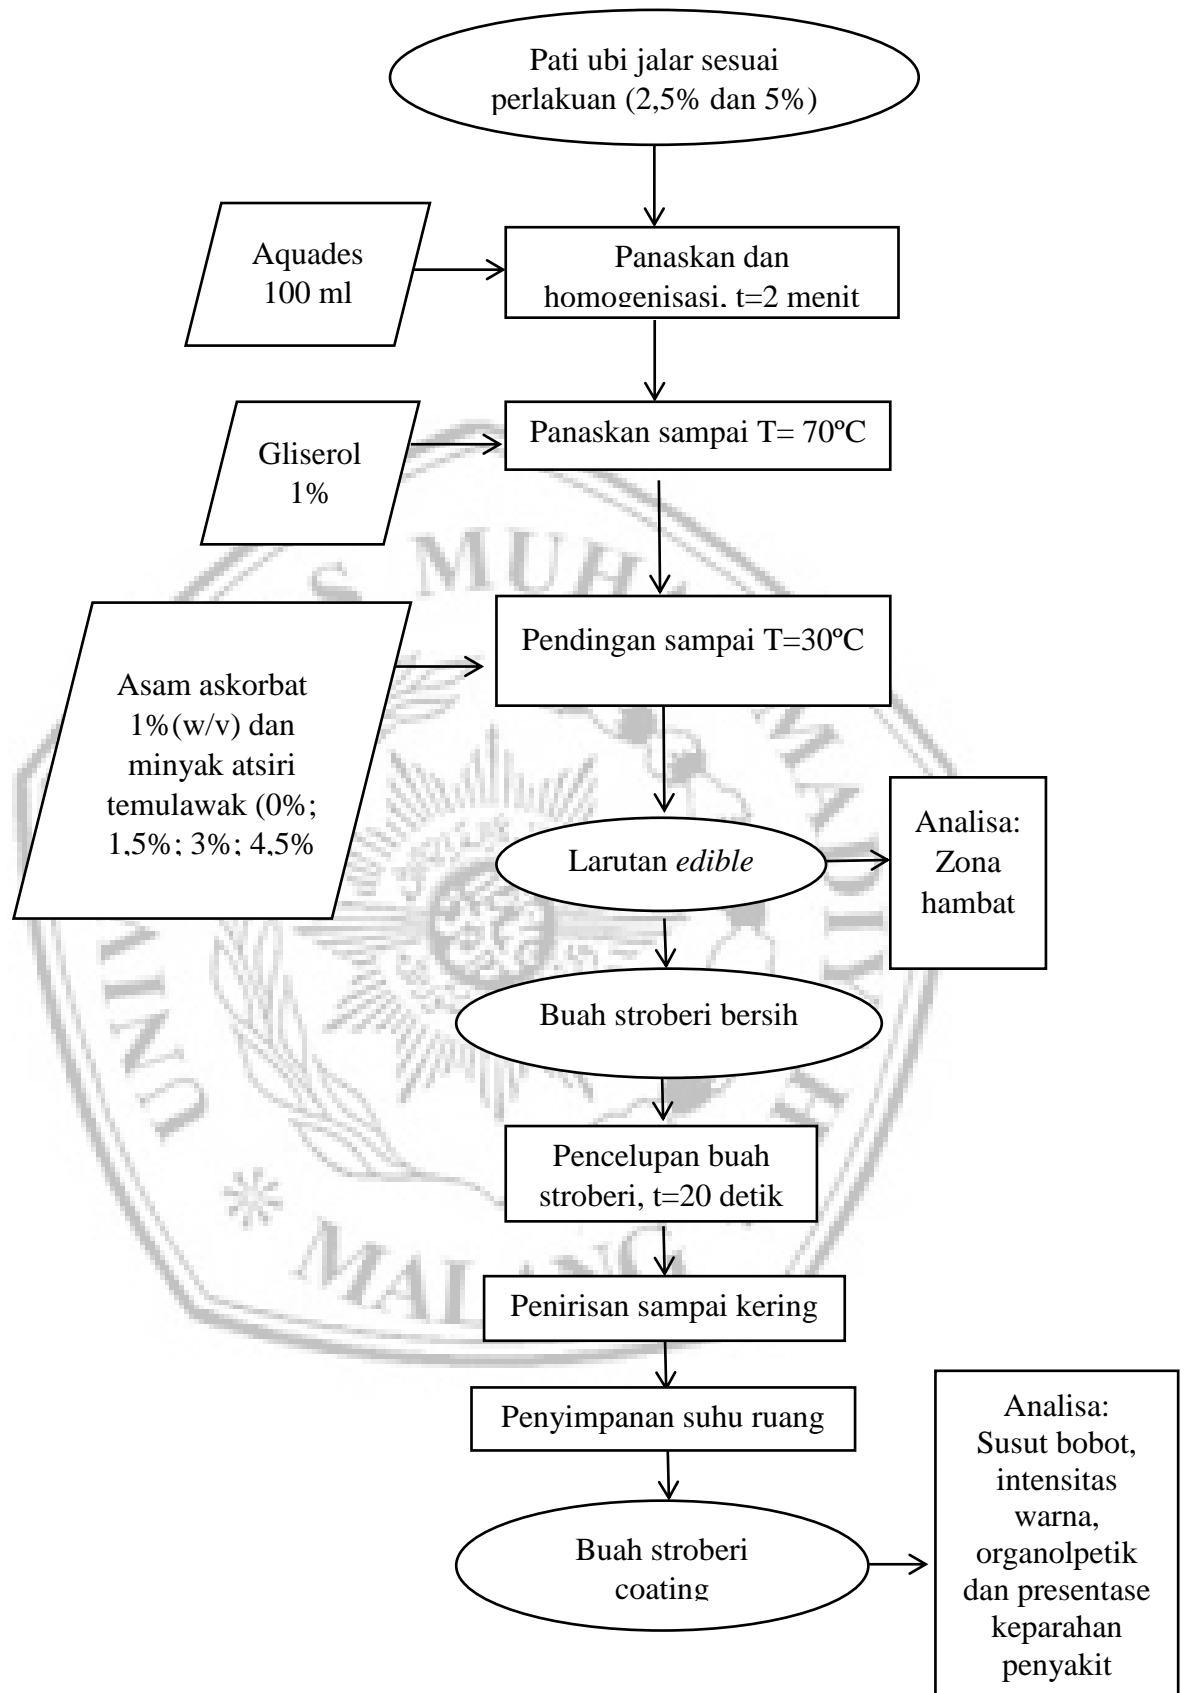 Pati ubi jalar sesuai
perlakuan (2,5% dan 5%)
Aquades
100 ml
Panaskan dan
homogenisasi, t=2 menit
Gliserol
1%
Panaskan sampai T= 70ºC
Asam askorbat
1%(w/v) dan
minyak atsiri
temulawak (0%;
1,5%; 3%; 4,5%
Pendingan sampai T=30ºC
Larutan edible
Analisa:
Zona
hambat
Buah stroberi bersih
Pencelupan buah
stroberi, t=20 detik
Penirisan sampai kering
Penyimpanan suhu ruang
Buah stroberi
coating
Analisa:
Susut bobot,
intensitas
warna,
organolpetik
dan presentase
keparahan
penyakit
MALANG